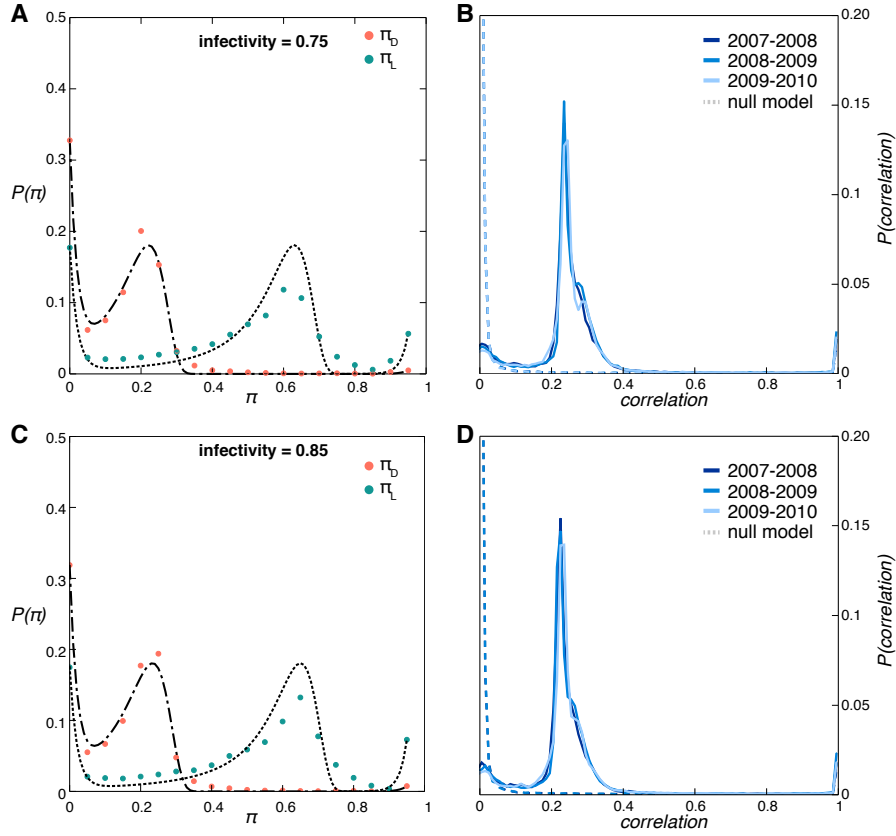 A
infectivity = 0.75
π_D
π_L
P(π)
0.5
0.4
0.3
0.2
0.1
0
0
0.2
0.4
0.6
0.8
1
π
B
2007-2008
2008-2009
2009-2010
null model
0.20
0.15
0.10
0.05
0
P(correlation)
0
0.2
0.4
0.6
0.8
1
correlation
C
infectivity = 0.85
π_D
π_L
P(π)
0.5
0.4
0.3
0.2
0.1
0
0
0.2
0.4
0.6
0.8
1
π
D
2007-2008
2008-2009
2009-2010
null model
0.20
0.15
0.10
0.05
0
P(correlation)
0
0.2
0.4
0.6
0.8
1
correlation